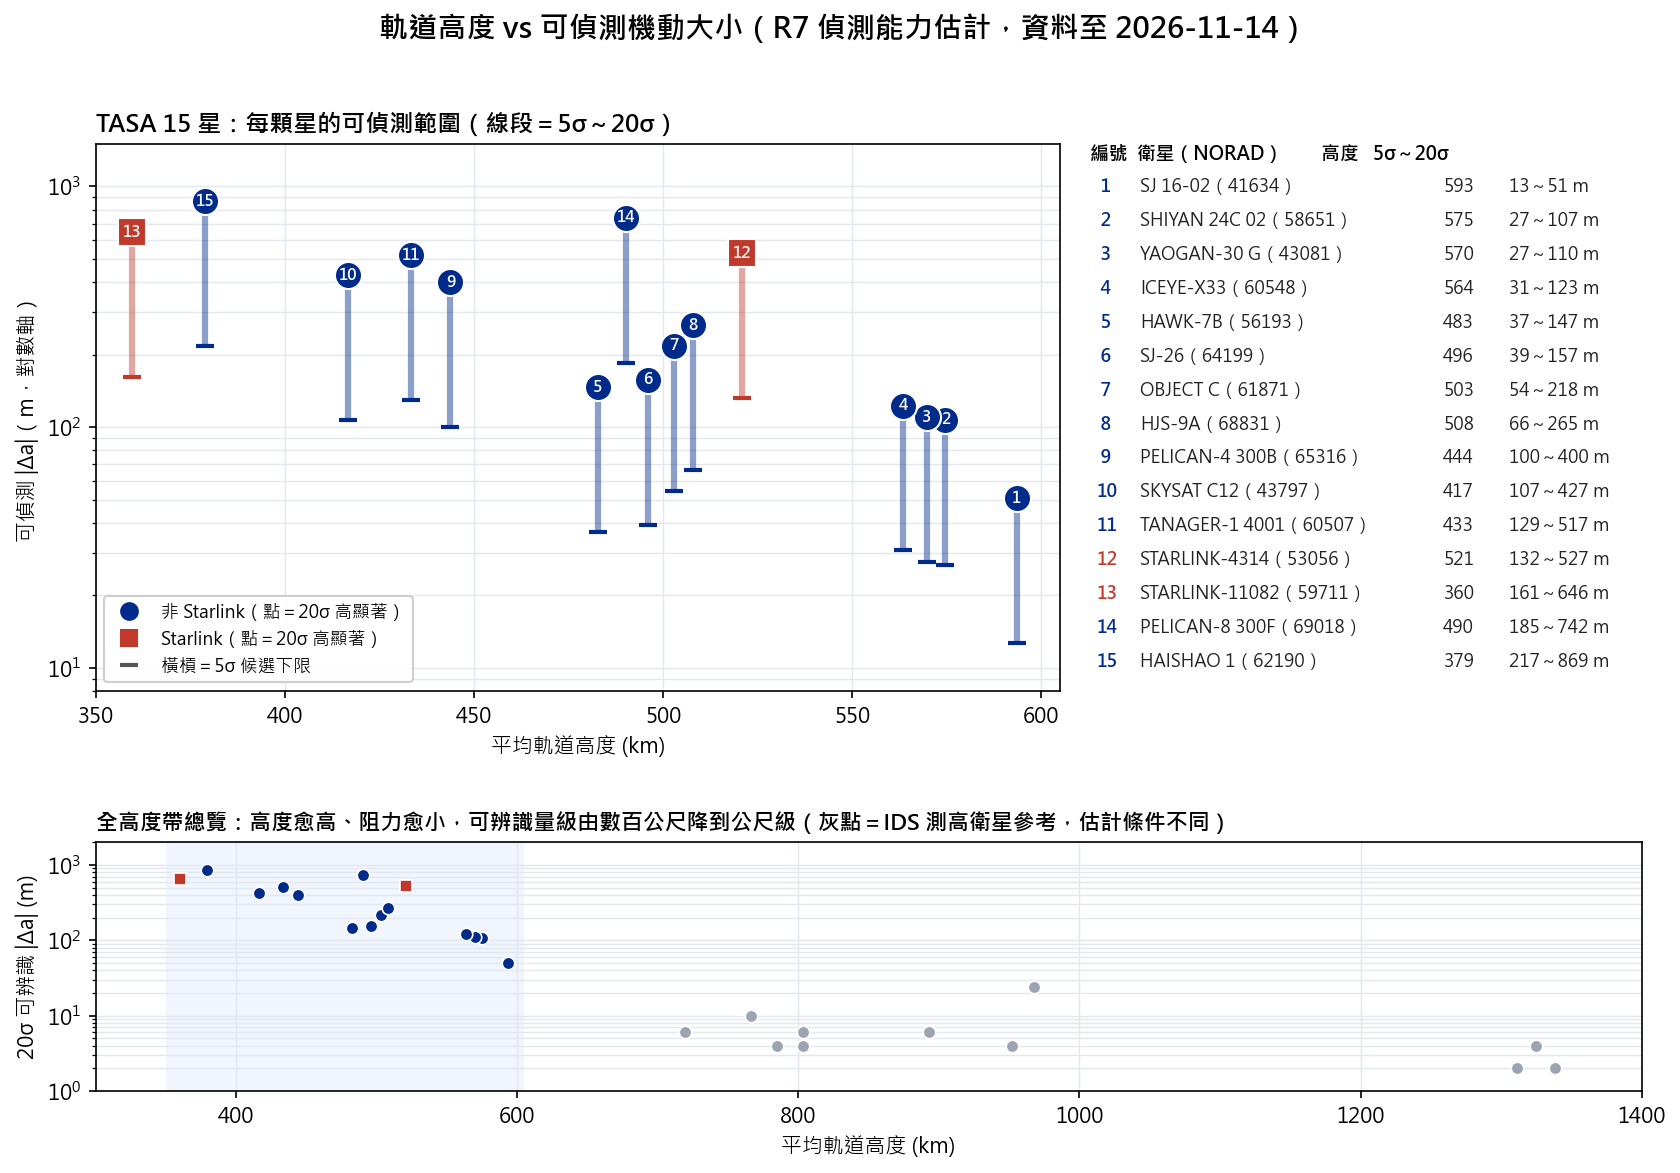 軌道高度 vs 可偵測機動大小（R7 偵測能力估計，資料至 2026-11-14）
TASA 15 星：每顆星的可偵測範圍（線段＝5σ～20σ）
可偵測 |Δa|（m，對數軸）
10³
10²
10¹
13
15
10
11
9
14
12
8
7
6
5
4
3
2
1
非 Starlink（點＝20σ 高顯著）
Starlink（點＝20σ 高顯著）
橫槓＝5σ 候選下限
350 400 450 500 550 600
平均軌道高度 (km)
編號 衛星（NORAD） 高度 5σ～20σ
1 SJ 16-02（41634） 593 13～51 m
2 SHIYAN 24C 02（58651） 575 27～107 m
3 YAOGAN-30 G（43081） 570 27～110 m
4 ICEYE-X33（60548） 564 31～123 m
5 HAWK-7B（56193） 483 37～147 m
6 SJ-26（64199） 496 39～157 m
7 OBJECT C（61871） 503 54～218 m
8 HJS-9A（68831） 508 66～265 m
9 PELICAN-4 300B（65316） 444 100～400 m
10 SKYSAT C12（43797） 417 107～427 m
11 TANAGER-1 4001（60507） 433 129～517 m
12 STARLINK-4314（53056） 521 132～527 m
13 STARLINK-11082（59711） 360 161～646 m
14 PELICAN-8 300F（69018） 490 185～742 m
15 HAISHAO 1（62190） 379 217～869 m
全高度帶總覽：高度愈高、阻力愈小，可辨識量級由數百公尺降到公尺級（灰點＝IDS 測高衛星參考，估計條件不同）
20σ 可辨識 |Δa| (m)
10³
10²
10¹
10⁰
400 600 800 1000 1200 1400
平均軌道高度 (km)